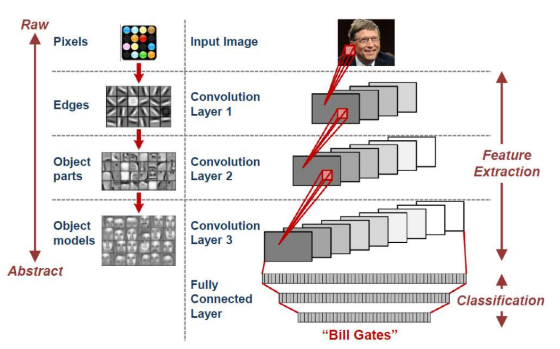 Raw
Pixels
Input Image
Edges
Convolution
Layer 1
Object
parts
Convolution
Layer 2
Feature
Extraction
Object
models
Convolution
Layer 3
Abstract
Fully
Connected
Layer
Classification
“Bill Gates”